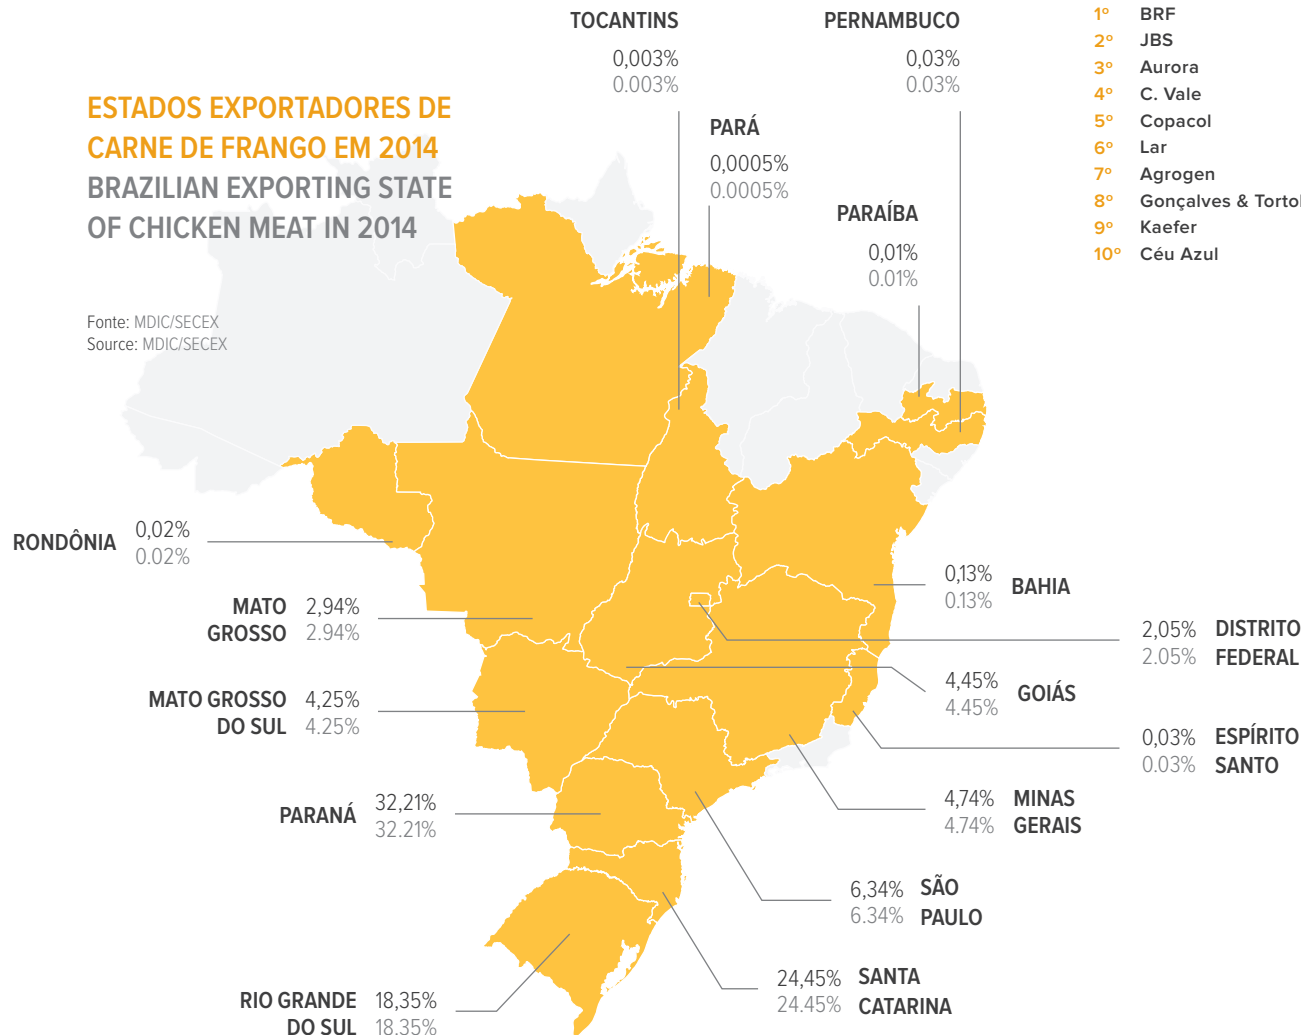 TOCANTINS
0,003%
0.003%
PERNAMBUCO
0,03%
0.03%
1º BRF
2º JBS
3º Aurora
4º C. Vale
5º Copacol
6º Lar
7º Agrogen
8º Gonçalves &
9º Kaefer
10º Céu Azul
ESTADOS EXPORTADORES DE
CARNE DE FRANGO EM 2014
BRAZILIAN EXPORTING STATE
OF CHICKEN MEAT IN 2014
PARÁ
0,0005%
0.0005%
PARAÍBA
0,01%
0.01%
Fonte: MDIC/SECEX
Source: MDIC/SECEX
RONDÔNIA
0,02%
0.02%
MATO
GROSSO
2,94%
2.94%
MATO GROSSO
DO SUL
4,25%
4.25%
PARANÁ
32,21%
32.21%
RIO GRANDE
DO SUL
18,35%
18.35%
0,13%
0.13%
BAHIA
2,05%
2.05%
DISTRITO
FEDERAL
4,45%
4.45%
GOIÁS
0,03%
0.03%
ESPÍRITO
SANTO
4,74%
4.74%
MINAS
GERAIS
6,34%
6.34%
SÃO
PAULO
24,45%
24.45%
SANTA
CATARINA